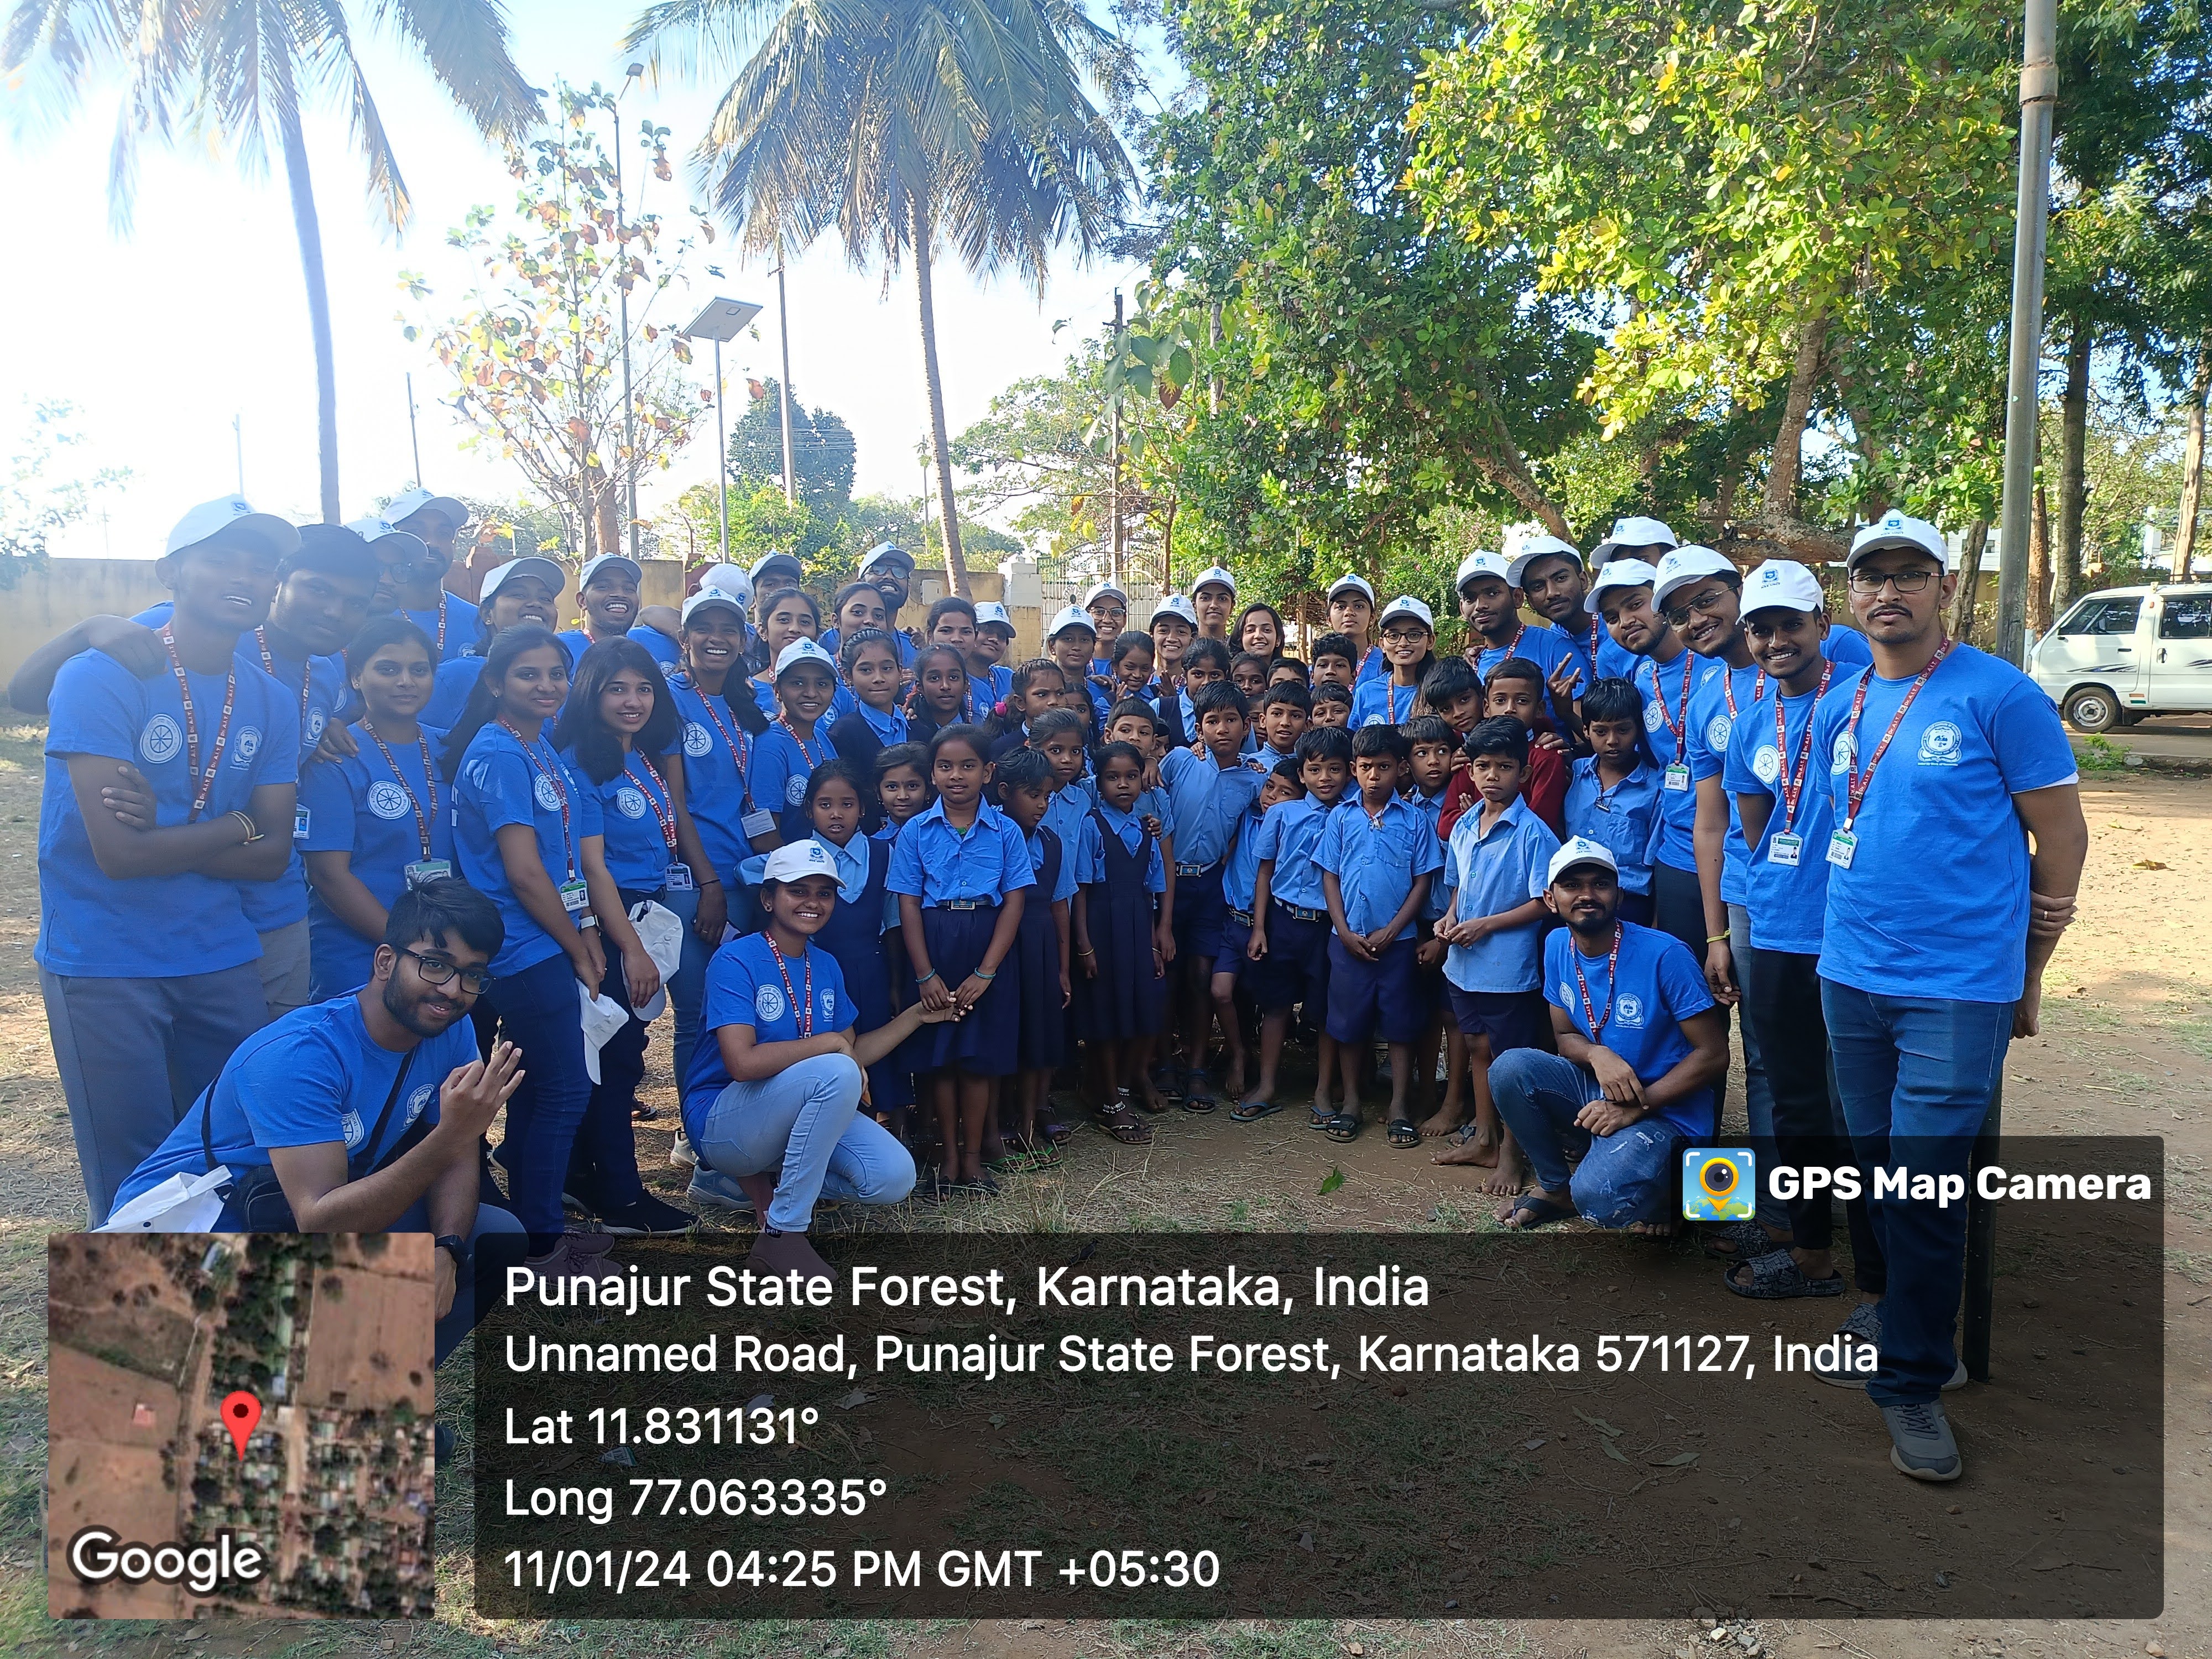 GPS Map Camera
Punajur State Forest, Karnataka, India
Unnamed Road, Punajur State Forest, Karnataka 571127, India
Lat 11.831131°
Long 77.063335°
11/01/24 04:25 PM GMT +05:30
Google